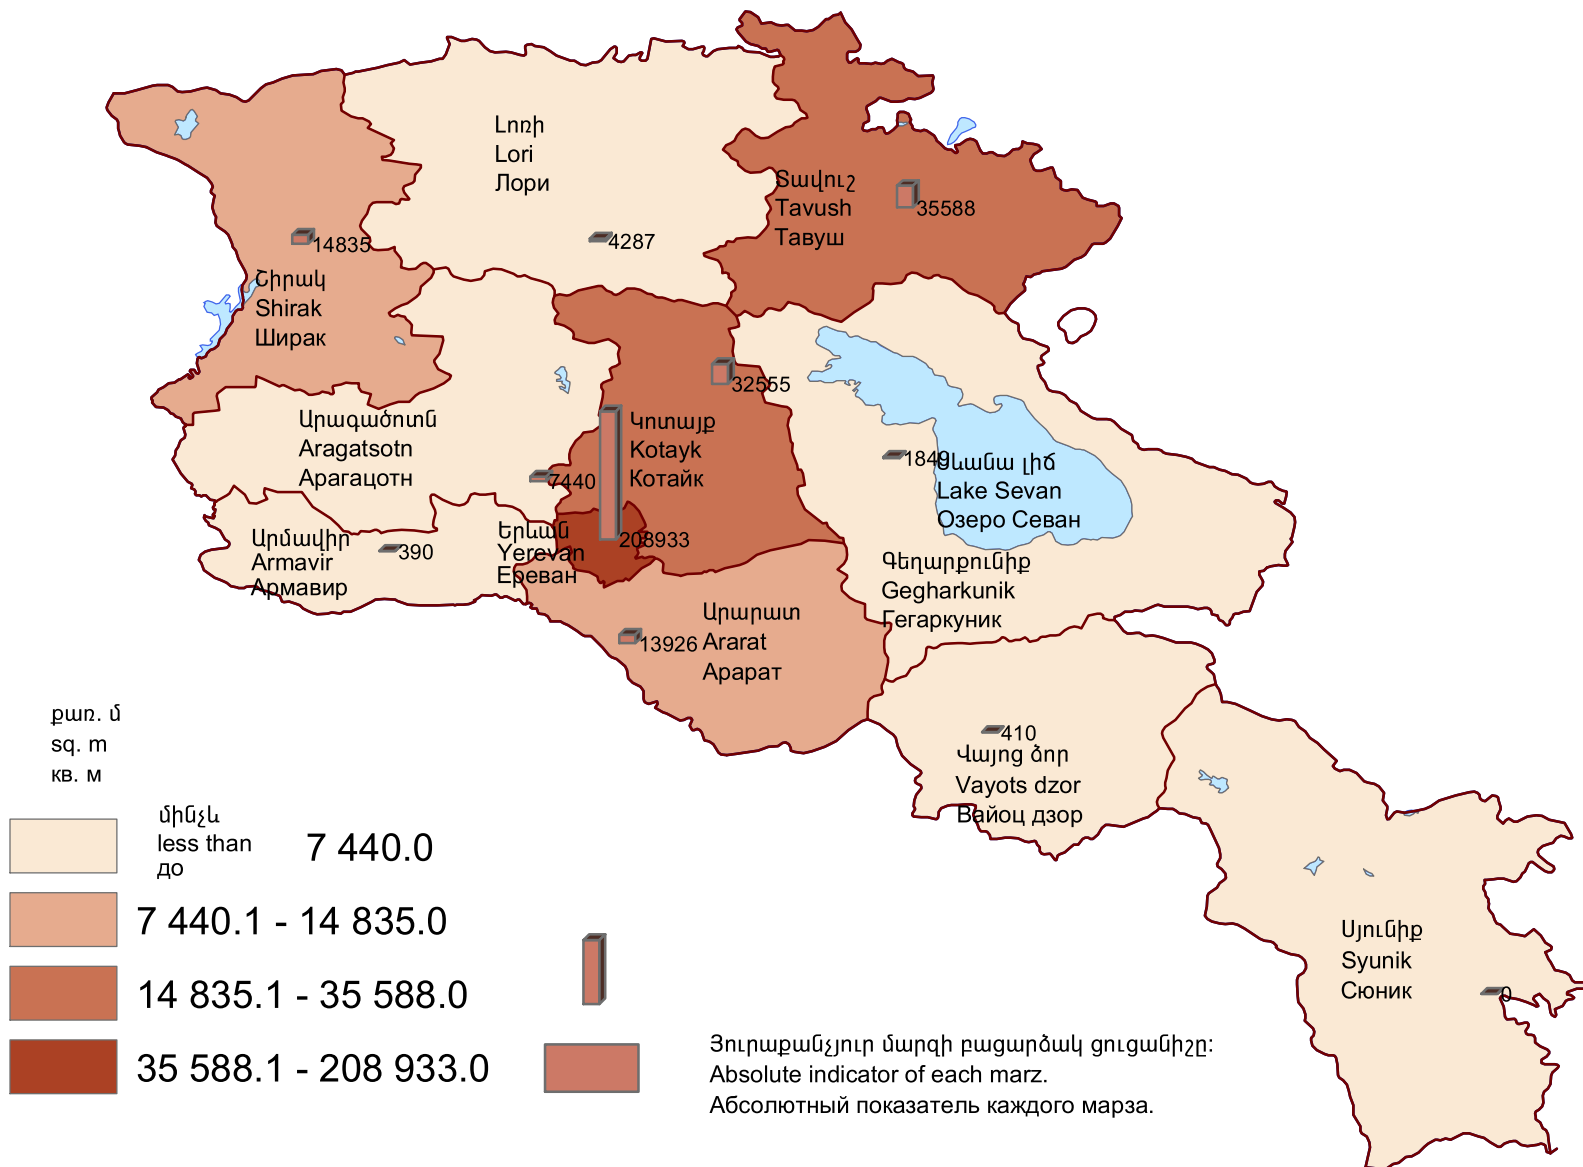 Լոռի
Lori
Лори
4287
Տավուշ
Tavush
Тавуш
35588
14835
Շիրակ
Shirak
Ширак
32555
Արագածոտն
Aragatsotn
Арагацотн
7440
Կոտայք
Kotayk
Котайк
1849
Սևանա լիճ
Lake Sevan
Озеро Севан
Արմավիր
Armavir
Армавир
390
Երևան
Yerevan
Ереван
208933
Գեղարքունիք
Gegharkunik
Гегаркуник
Արարատ
Ararat
Арарат
13926
410
Վայոց ձոր
Vayots dzor
Вайоц дзор
Սյունիք
Syunik
Сюник
0
քառ. մ
sq. m
кв. м
մինչև
less than
до
7 440.0
7 440.1 - 14 835.0
14 835.1 - 35 588.0
35 588.1 - 208 933.0
Յուրաքանչյուր մարզի բացարձակ ցուցանիշը:
Absolute indicator of each marz.
Абсолютный показатель каждого марза.